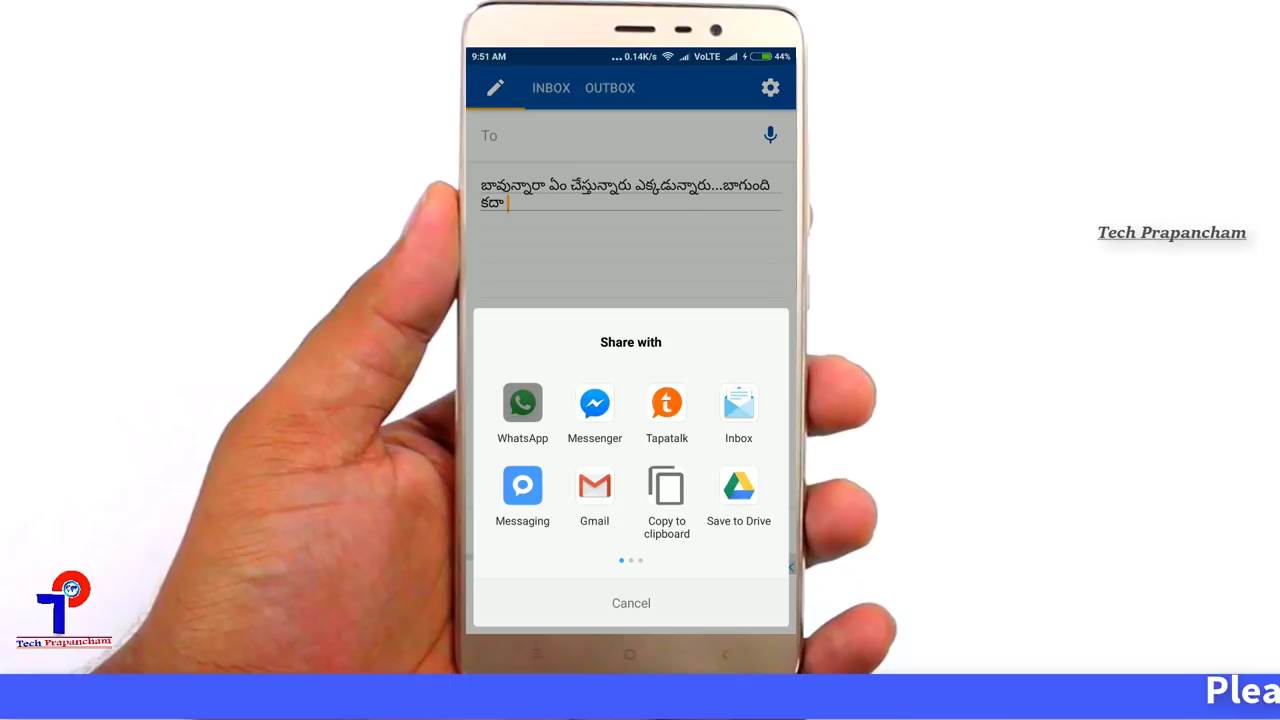 9:51 AM
... 0.14K/s VoLTE 44%
INBOX OUTBOX
To
బావున్నారా ఏం చేస్తున్నారు ఎక్కడున్నారు...బాగుంది
కదా
Tech Prapancham
Share with
WhatsApp Messenger Tapatalk Inbox
Messaging Gmail Copy to clipboard Save to Drive
Cancel
Tech Prapancham
Plea